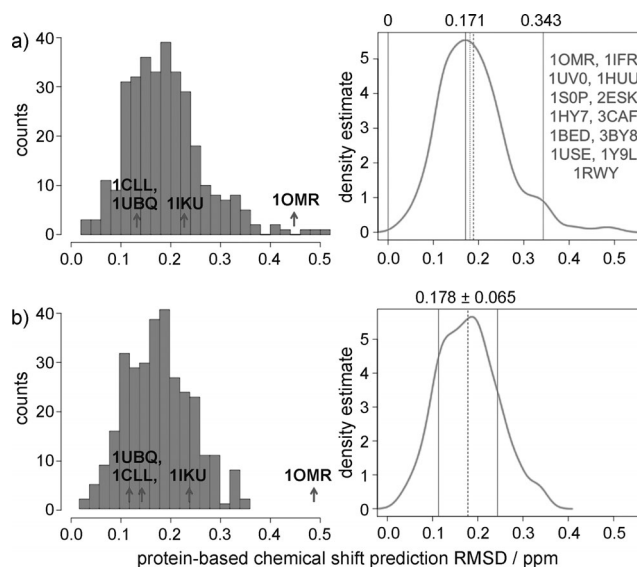 a)
counts
40
30
20
10
0
1CLL,
1UBQ
1IKU
1OMR
0.0 0.1 0.2 0.3 0.4 0.5
0 0.171 0.343
density estimate
5
4
3
2
1
0
1OMR, 1IFR
1UV0, 1HUU
1S0P, 2ESK
1HY7, 3CAF
1BED, 3BY8
1USE, 1Y9L
1RWY
0.0 0.1 0.2 0.3 0.4 0.5
b)
counts
40
30
20
10
0
1UBQ,
1CLL,
1IKU
1OMR
0.0 0.1 0.2 0.3 0.4 0.5
0.178 ± 0.065
density estimate
5
4
3
2
1
0
0.0 0.1 0.2 0.3 0.4 0.5
protein-based chemical shift prediction RMSD / ppm